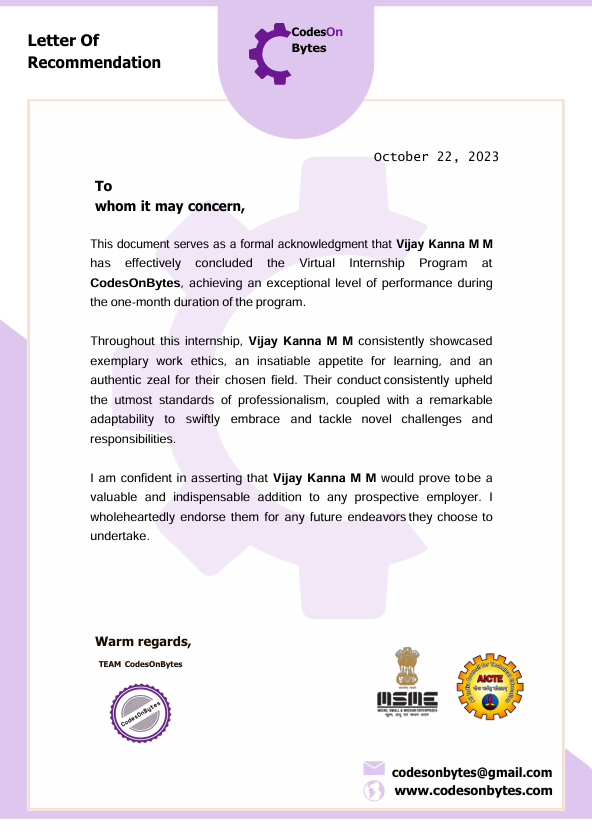 Letter Of
Recommendation
CodesOn
Bytes
October 22, 2023
To
whom it may concern,
This document serves as a formal acknowledgment that Vijay Kanna M M
has effectively concluded the Virtual Internship Program at
CodesOnBytes, achieving an exceptional level of performance during
the one-month duration of the program.
Throughout this internship, Vijay Kanna M M consistently showcased
exemplary work ethics, an insatiable appetite for learning, and an
authentic zeal for their chosen field. Their conduct consistently upheld
the utmost standards of professionalism, coupled with a remarkable
adaptability to swiftly embrace and tackle novel challenges and
responsibilities.
I am confident in asserting that Vijay Kanna M M would prove to be a
valuable and indispensable addition to any prospective employer. I
wholeheartedly endorse them for any future endeavors they choose to
undertake.
Warm regards,
TEAM CodesOnBytes
CodesOnBytes
MSME
MICRO, SMALL & MEDIUM ENTERPRISES
AICTE
codesonbytes@gmail.com
www.codesonbytes.com